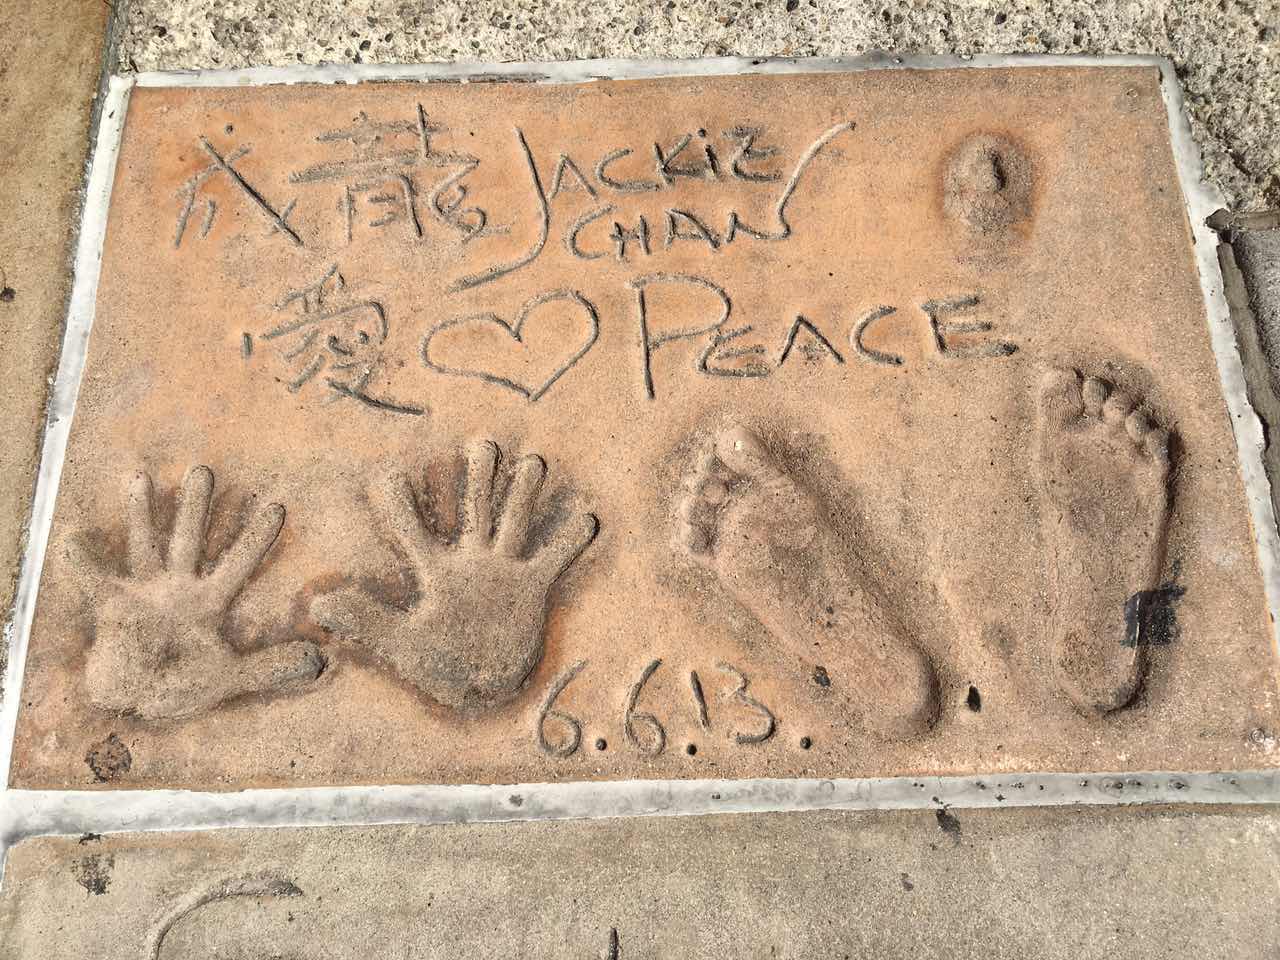 成龍 JACKIE CHAN
愛 ♡ PEACE
6.6.13.